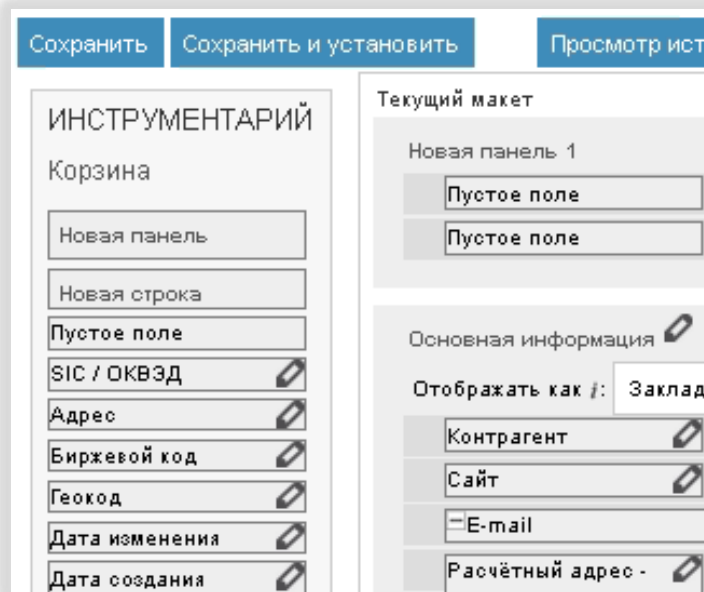 Сохранить
Сохранить и установить
Просмотр ист
ИНСТРУМЕНТАРИЙ
Корзина
Новая панель
Новая строка
Пустое поле
SIC / ОКВЭД
Адрес
Биржевой код
Геокод
Дата изменения
Дата создания
Текущий макет
Новая панель 1
Пустое поле
Пустое поле
Основная информация
Отображать как i: Заклад
Контрагент
Сайт
E-mail
Расчётный адрес -